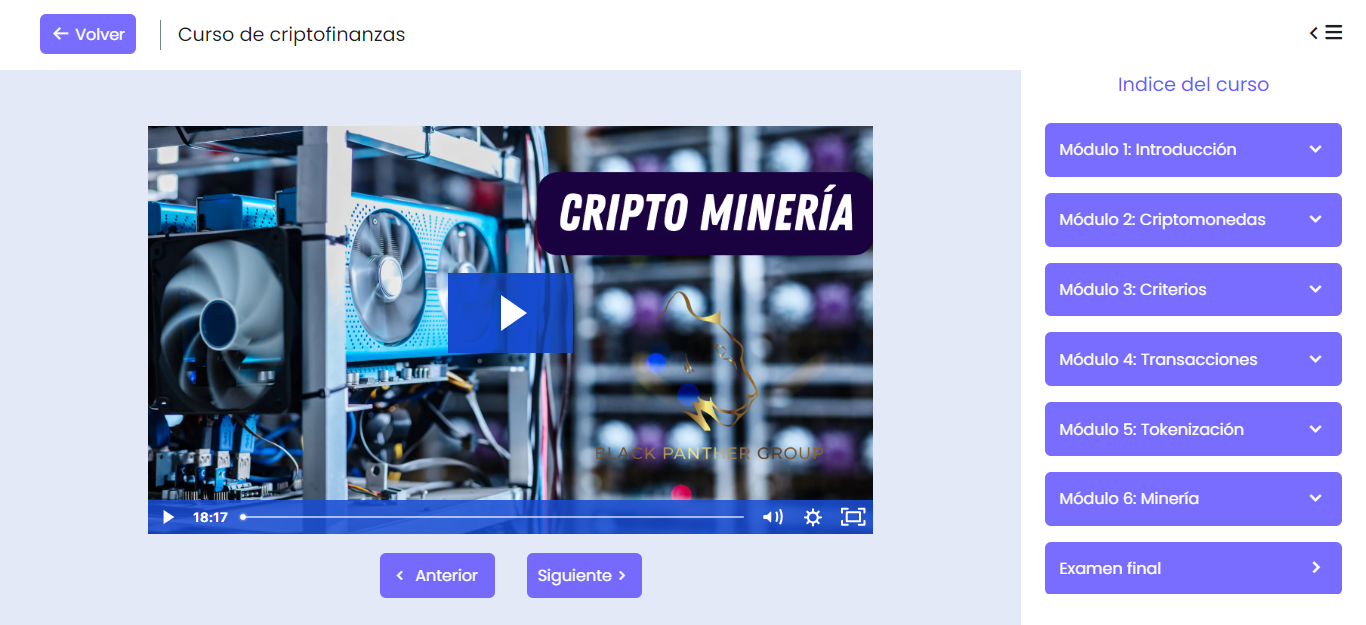 Volver
Curso de criptofinanzas
CRIPTO MINERÍA
BLACK PANTHER GROUP
18:17
Anterior
Siguiente
Indice del curso
Módulo 1: Introducción
Módulo 2: Criptomonedas
Módulo 3: Criterios
Módulo 4: Transacciones
Módulo 5: Tokenización
Módulo 6: Minería
Examen final